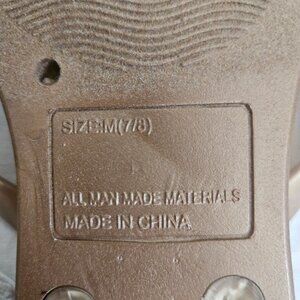 SIZE:M(7/8)
ALL MAN MADE MATERIALS
MADE IN CHINA